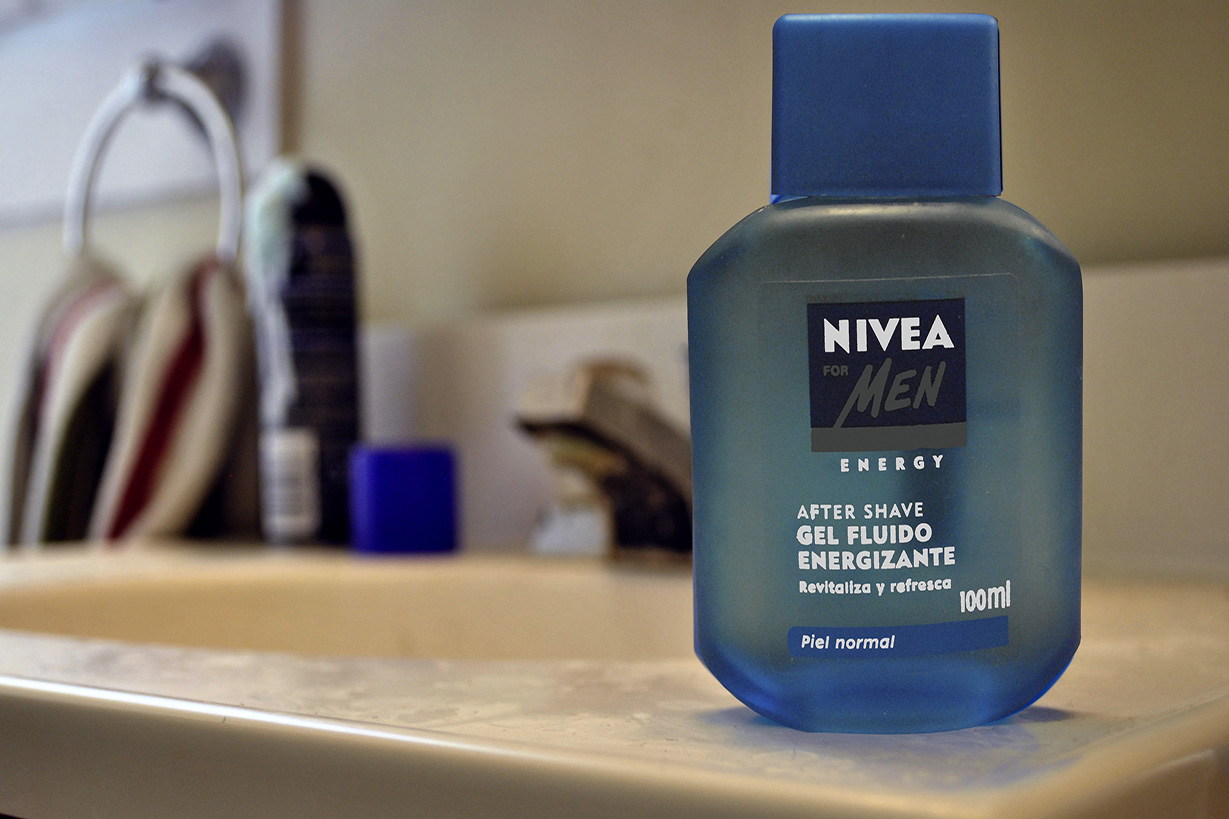 NIVEA
FOR MEN
ENERGY
AFTER SHAVE
GEL FLUIDO
ENERGIZANTE
Revitaliza y refresca
100ml
Piel normal